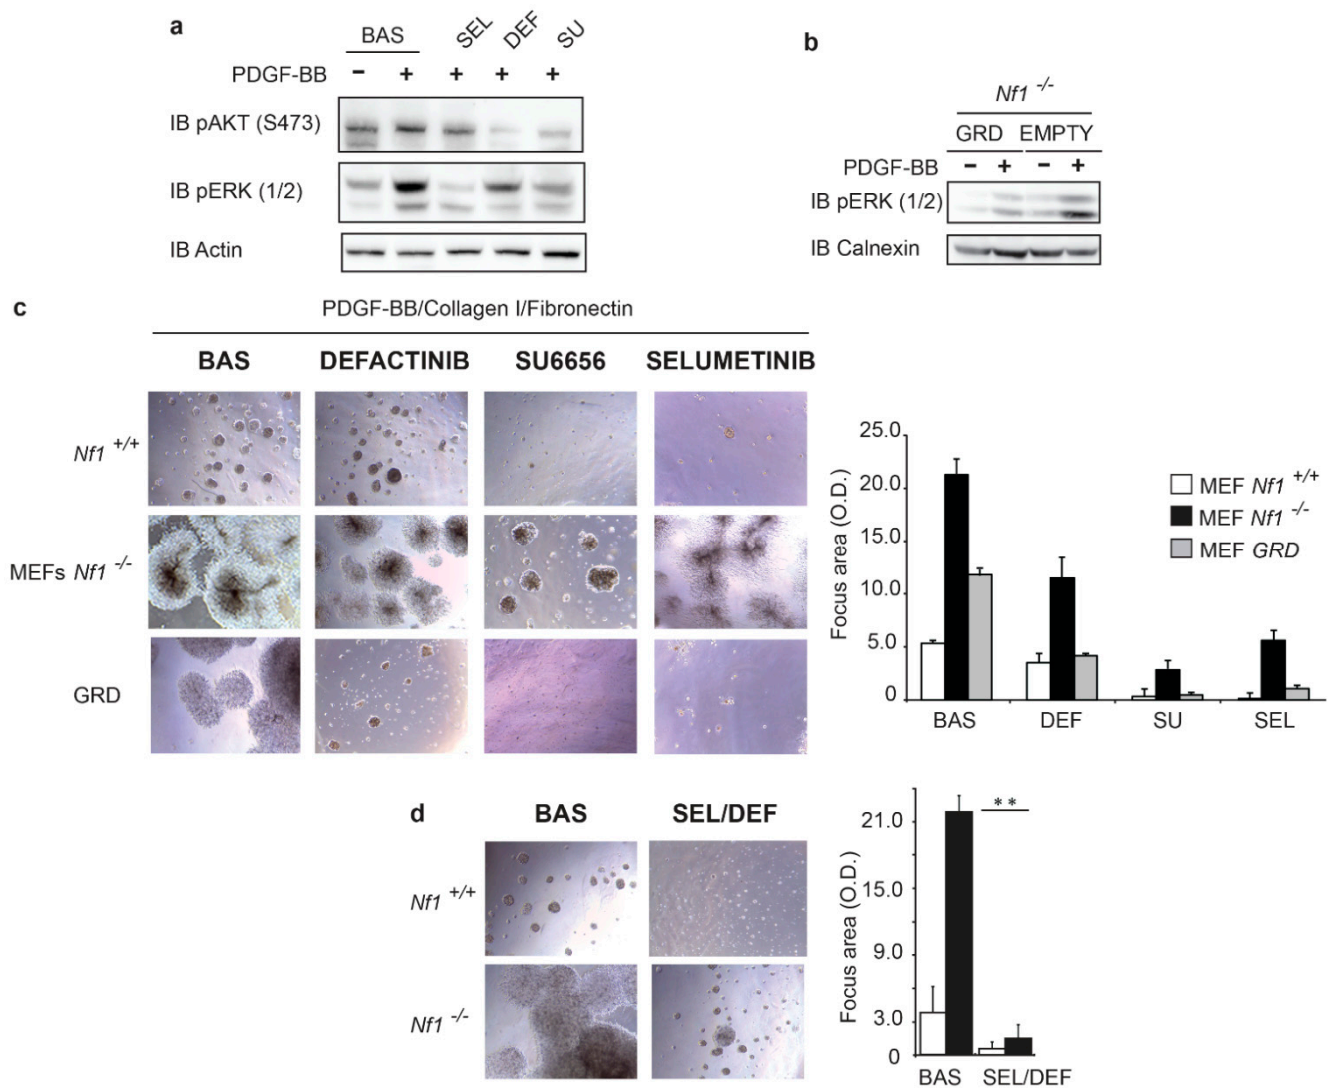 a
BAS SEL DEF SU
PDGF-BB − + + + +
IB pAKT (S473)
IB pERK (1/2)
IB Actin
b
Nf1 -/-
GRD EMPTY
PDGF-BB − + − +
IB pERK (1/2)
IB Calnexin
c
PDGF-BB/Collagen I/Fibronectin
BAS DEFACTINIB SU6656 SELUMETINIB
Nf1 +/+
MEFs Nf1 -/-
GRD
Focus area (O.D.)
25.0
20.0
15.0
10.0
5.0
0
BAS DEF SU SEL
MEF Nf1 +/+
MEF Nf1 -/-
MEF GRD
d
BAS SEL/DEF
Nf1 +/+
Nf1 -/-
Focus area (O.D.)
21.0
15.0
9.0
3.0
0
**
BAS SEL/DEF